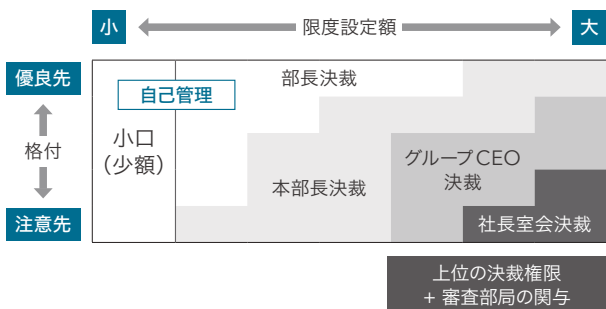 小
限度設定額
大
優良先
格付
注意先
自己管理
小口
（少額）
部長決裁
本部長決裁
グループCEO
決裁
社長室会決裁
上位の決裁権限
+ 審査部局の関与